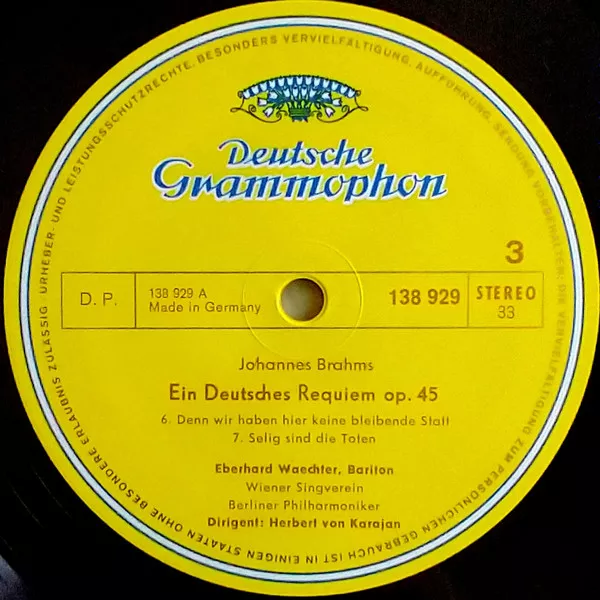 Deutsche
Grammophon
3
D. P.
138 929 A
Made in Germany
138 929
STEREO
33
Johannes Brahms
Ein Deutsches Requiem op. 45
6. Denn wir haben hier keine bleibende Statt
7. Selig sind die Toten
Eberhard Waechter, Bariton
Wiener Singverein
Berliner Philharmoniker
Dirigent: Herbert von Karajan
URHEBER- UND LEISTUNGSSCHUTZRECHTE, BESONDERS VERVIELFÄLTIGUNG, AUFFÜHRUNG, SENDUNG VORBEHALTEN; DIE VERVIELFÄLTIGUNG ZUM PERSÖNLICHEN GEBRAUCH IST IN EINIGEN STAATEN OHNE BESONDERE ERLAUBNIS ZULÄSSIG ·